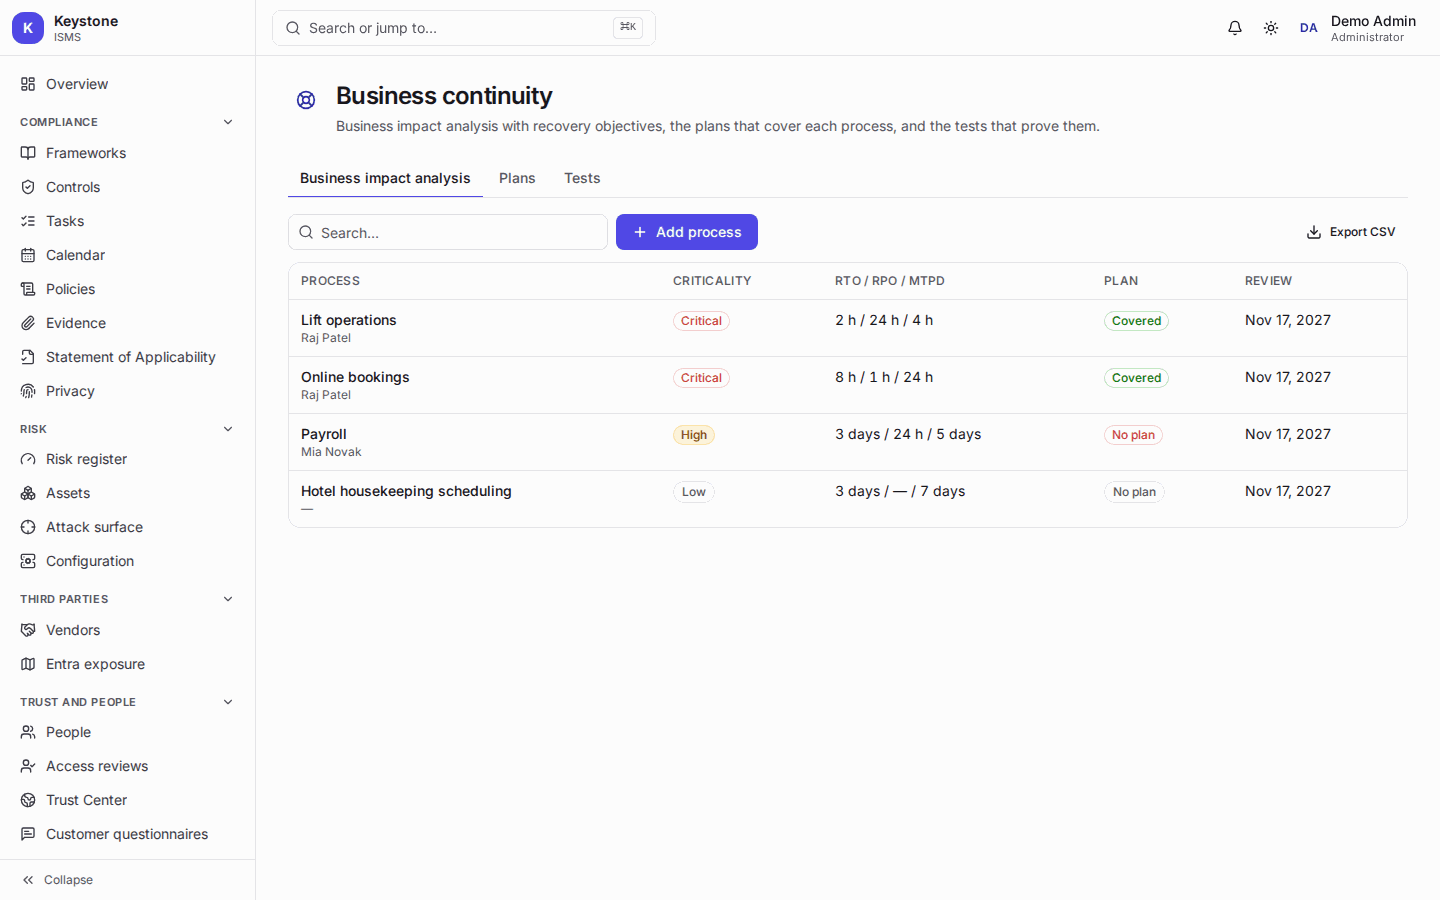 K
Keystone
ISMS
Search or jump to...
⌘K
DA
Demo Admin
Administrator
Overview
COMPLIANCE
Frameworks
Controls
Tasks
Calendar
Policies
Evidence
Statement of Applicability
Privacy
RISK
Risk register
Assets
Attack surface
Configuration
THIRD PARTIES
Vendors
Entra exposure
TRUST AND PEOPLE
People
Access reviews
Trust Center
Customer questionnaires
Collapse
Business continuity
Business impact analysis with recovery objectives, the plans that cover each process, and the tests that prove them.
Business impact analysis Plans Tests
Search... Add process Export CSV
PROCESS CRITICALITY RTO / RPO / MTPD PLAN REVIEW
Lift operations Critical 2 h / 24 h / 4 h Covered Nov 17, 2027
Raj Patel
Online bookings Critical 8 h / 1 h / 24 h Covered Nov 17, 2027
Raj Patel
Payroll High 3 days / 24 h / 5 days No plan Nov 17, 2027
Mia Novak
Hotel housekeeping scheduling Low 3 days / — / 7 days No plan Nov 17, 2027
—